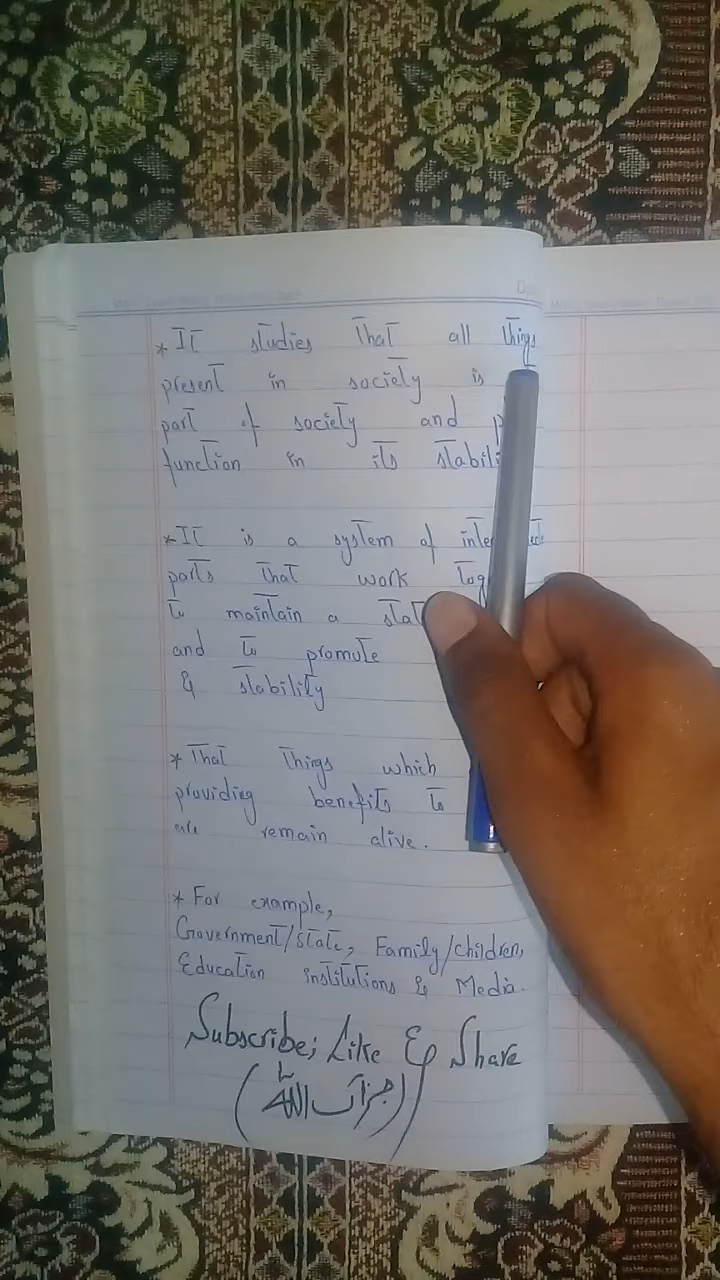 * It studies that all things
present in society is
part of society and
function in its
* It is a system of
parts that work
to maintain a
and to promote
& stability
* That things which
providing benefits to
are remain alive.
* For example,
Government/State, Family/children,
Education institutions & Media.
Subscribe; Like & Share
(جزاک اللہ)